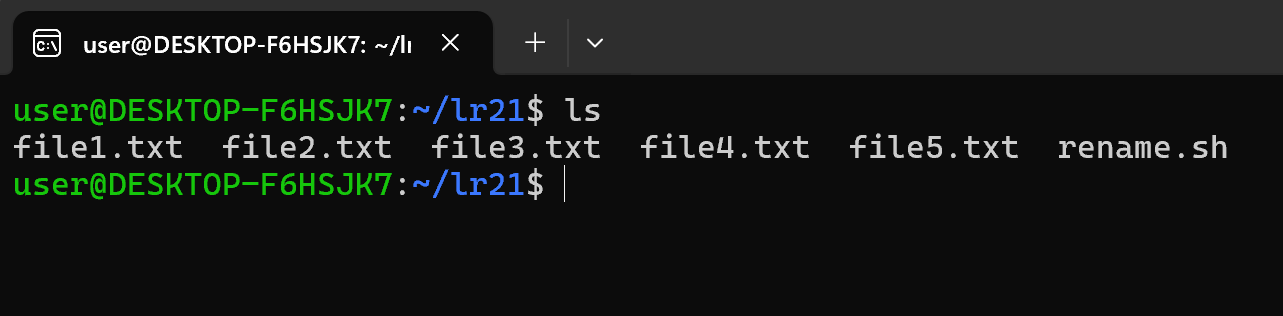 C:\
user@DESKTOP-F6HSJK7: ~/lr
user@DESKTOP-F6HSJK7:~/lr21$ ls
file1.txt  file2.txt  file3.txt  file4.txt  file5.txt  rename.sh
user@DESKTOP-F6HSJK7:~/lr21$